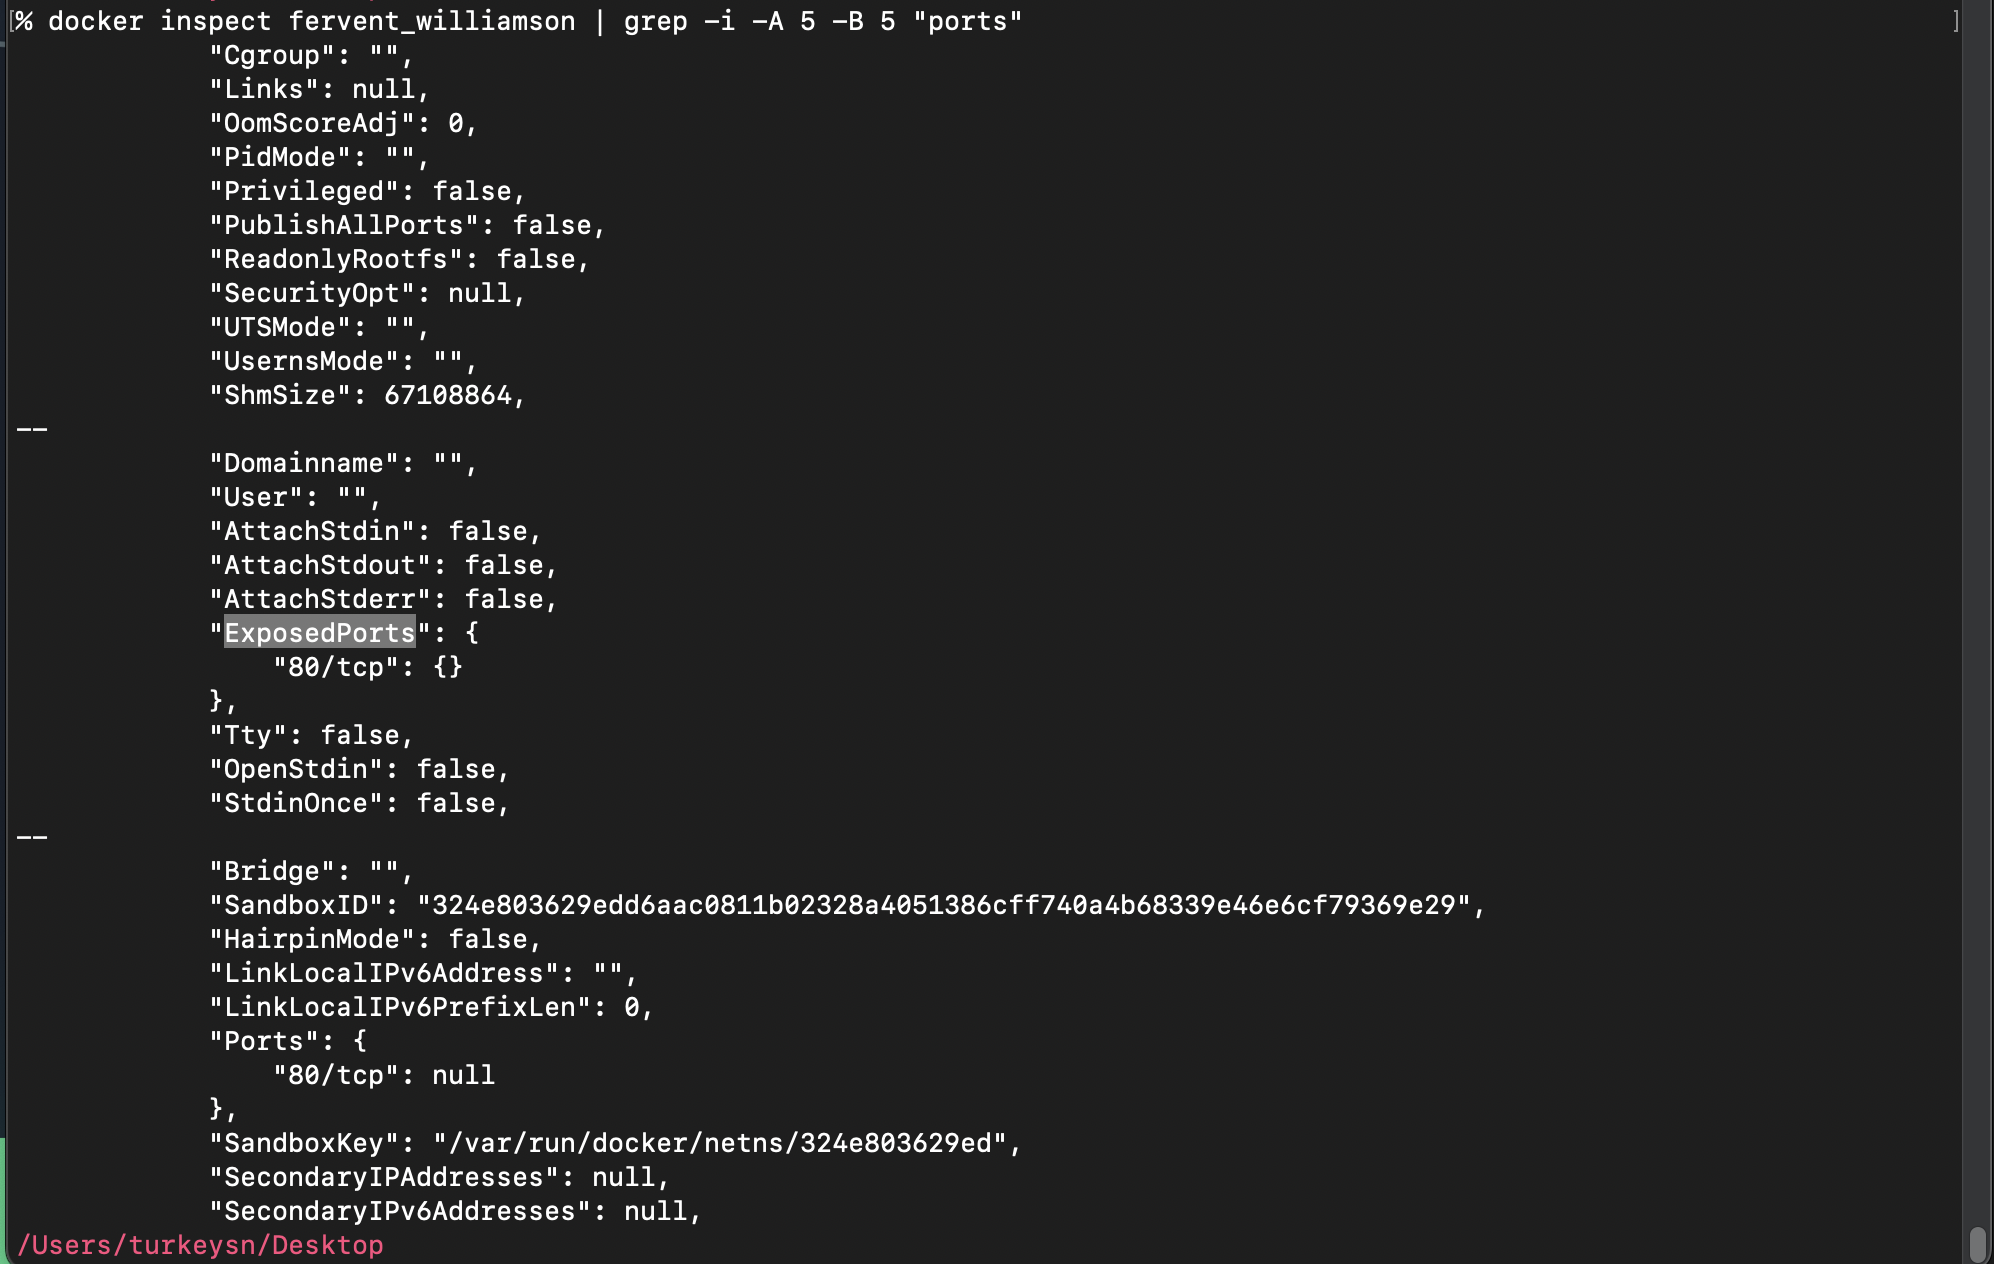 [% docker inspect fervent_williamson | grep -i -A 5 -B 5 "ports" ]
"Cgroup": "",
"Links": null,
"OomScoreAdj": 0,
"PidMode": "",
"Privileged": false,
"PublishAllPorts": false,
"ReadonlyRootfs": false,
"SecurityOpt": null,
"UTSMode": "",
"UsernsMode": "",
"ShmSize": 67108864,
--
"Domainname": "",
"User": "",
"AttachStdin": false,
"AttachStdout": false,
"AttachStderr": false,
"ExposedPorts": {
"80/tcp": {}
},
"Tty": false,
"OpenStdin": false,
"StdinOnce": false,
--
"Bridge": "",
"SandboxID": "324e803629edd6aac0811b02328a4051386cff740a4b68339e46e6cf79369e29",
"HairpinMode": false,
"LinkLocalIPv6Address": "",
"LinkLocalIPv6PrefixLen": 0,
"Ports": {
"80/tcp": null
},
"SandboxKey": "/var/run/docker/netns/324e803629ed",
"SecondaryIPAddresses": null,
"SecondaryIPv6Addresses": null,
/Users/turkeysn/Desktop